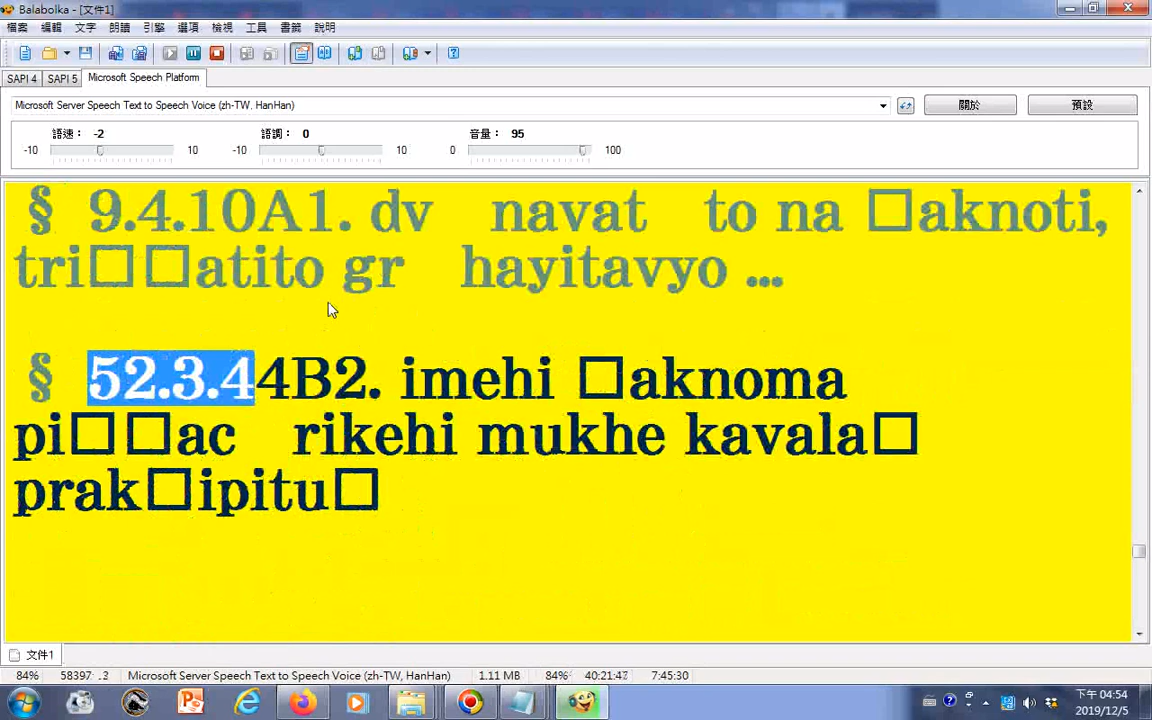 Balabolka - [文件1]
檔案 編輯 文字 朗讀 引擎 選項 檢視 工具 書籤 說明
SAPI 4 SAPI 5 Microsoft Speech Platform
Microsoft Server Speech Text to Speech Voice (zh-TW, HanHan) 關於 預設
語速： -2 語調： 0 音量： 95
-10 10 -10 10 0 100
§ 9.4.10A1. dv navat to na □aknoti,
tri□□atito gr hayitavyo ...
§ 52.3.44B2. imehi □aknoma
pi□□ac rikehi mukhe kavala□
prak□ipitu□
文件1
84% 58397 Microsoft Server Speech Text to Speech Voice (zh-TW, HanHan) 1.11 MB 84% 40:21:47 7:45:30
下午 04:54
2019/12/5